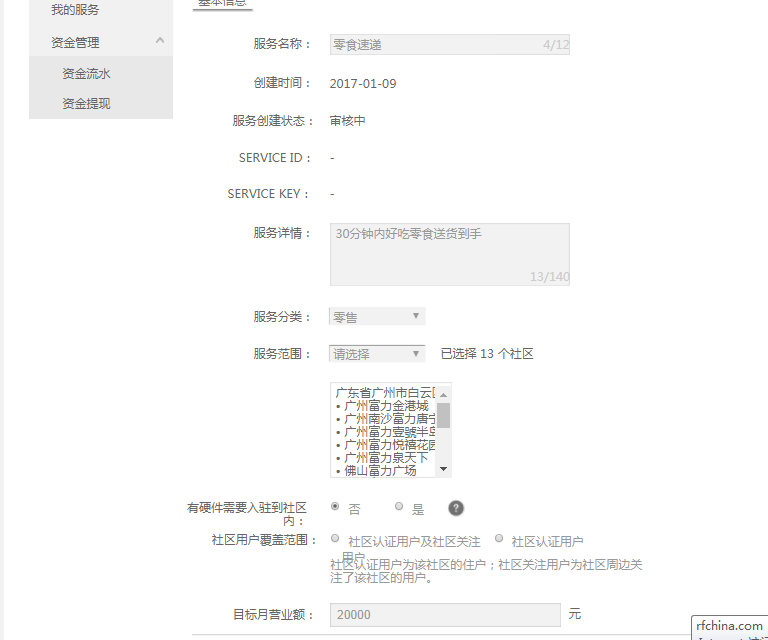 我的服务
基本信息
资金管理
资金流水
资金提现
服务名称：
零食速递
4/12
创建时间：
2017-01-09
服务创建状态：
审核中
SERVICE ID：
-
SERVICE KEY：
-
服务详情：
30分钟内好吃零食送货到手
13/140
服务分类：
零售
服务范围：
请选择
已选择 13 个社区
广东省广州市白云
• 广州富力金港城
• 广州南沙富力唐宁
• 广州富力壹號半岛
• 广州富力悦禧花园
• 广州富力泉天下
• 佛山富力广场
有硬件需要入驻到社区
内：
否
是
?
社区用户覆盖范围：
社区认证用户及社区关注
用户
社区认证用户
社区认证用户为该社区的住户；社区关注用户为社区周边关
注了该社区的用户。
目标月营业额：
20000
元
rfchina.com